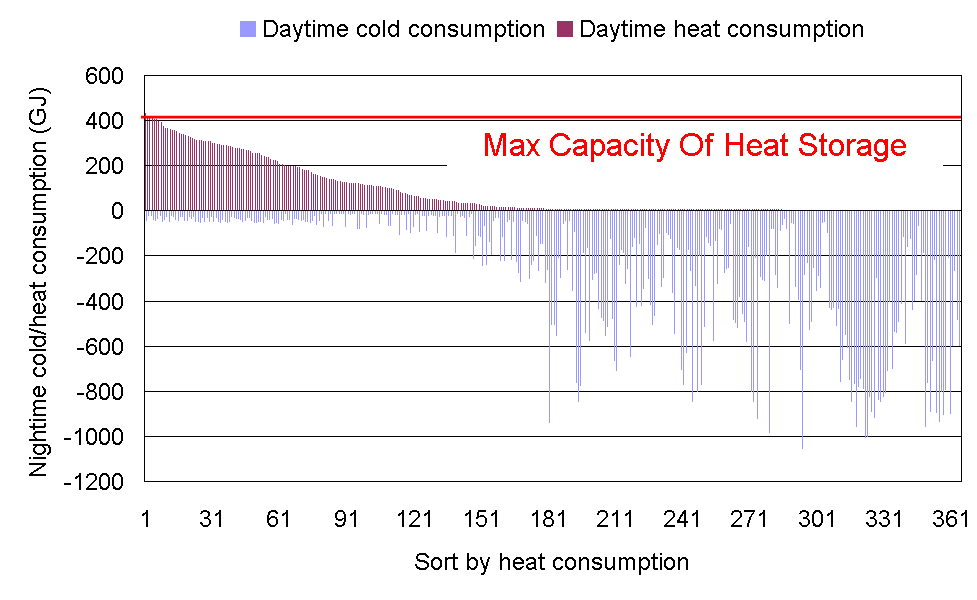 Daytime cold consumption Daytime heat consumption
Nightime cold/heat consumption (GJ)
600
400
200
0
-200
-400
-600
-800
-1000
-1200
Max Capacity Of Heat Storage
1 31 61 91 121 151 181 211 241 271 301 331 361
Sort by heat consumption